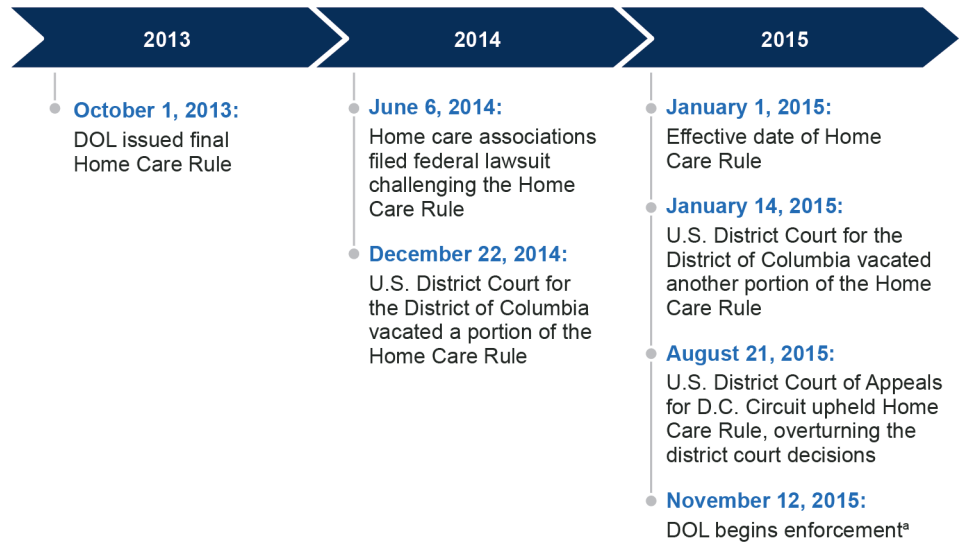 2013
October 1, 2013:
DOL issued final
Home Care Rule
2014
June 6, 2014:
Home care associations
filed federal lawsuit
challenging the Home
Care Rule
December 22, 2014:
U.S. District Court for
the District of Columbia
vacated a portion of the
Home Care Rule
2015
January 1, 2015:
Effective date of Home
Care Rule
January 14, 2015:
U.S. District Court for the
District of Columbia vacated
another portion of the Home
Care Rule
August 21, 2015:
U.S. District Court of Appeals
for D.C. Circuit upheld Home
Care Rule, overturning the
district court decisions
November 12, 2015:
DOL begins enforcementᵃ